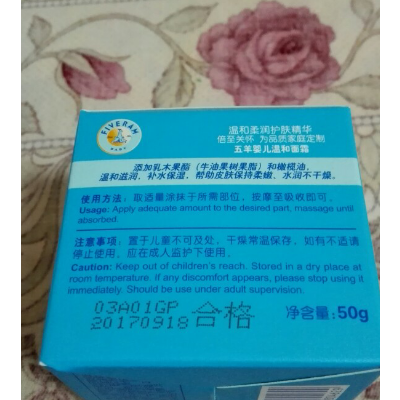 FIVERAM
温和柔润护肤精华
倍至关怀 为品质家庭定制
五羊婴儿温和面霜
添加乳木果酯（牛油果树果脂）和橄榄油，
温和滋润、补水保湿，帮助皮肤保持柔嫩、水润不干燥。
使用方法：取适量涂抹于所需部位，按摩至吸收即可。
Usage: Apply adequate amount to the desired part, massage until
absorbed.
注意事项：置于儿童不可及处，干燥常温保存，如有不适请
停止使用，应在成人监护下使用。
Caution: Keep out of children's reach. Stored in a dry place at
room temperature. if any discomfort appears, please stop using it
immediately. Should be use under adult supervision.
03A01GP
20170918 合格
净含量：50g